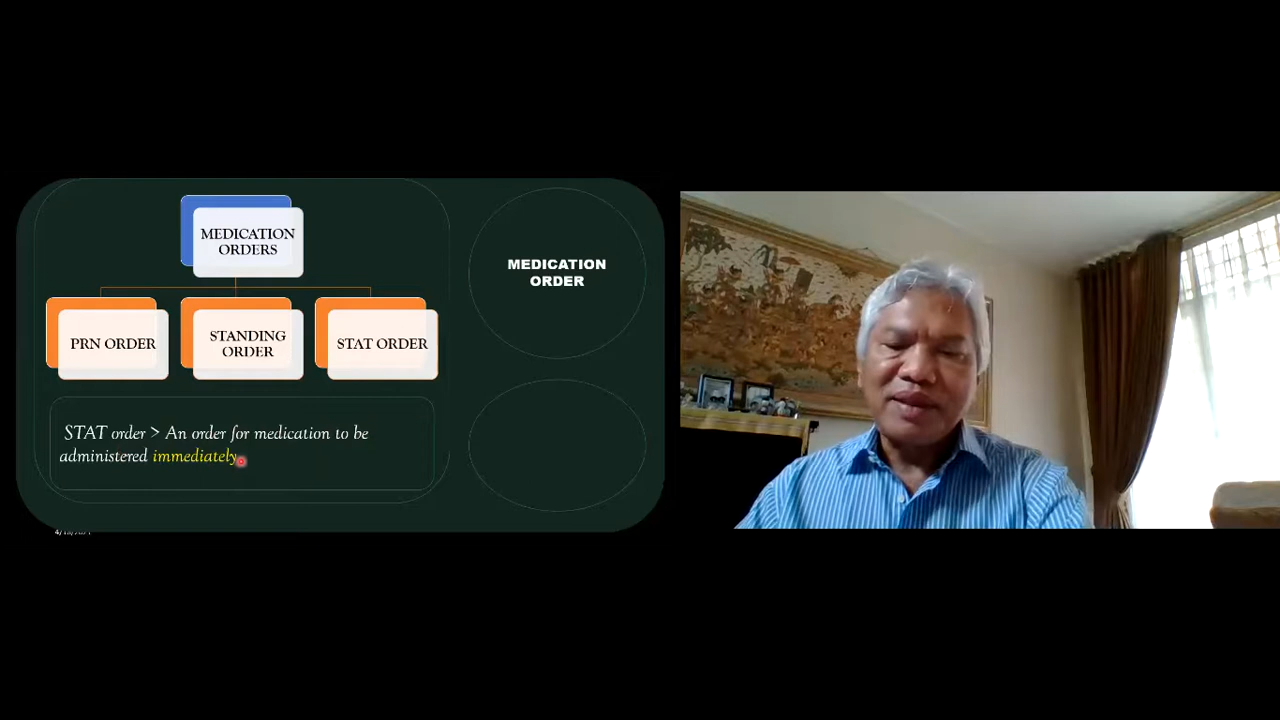 MEDICATION
ORDERS
PRN ORDER
STANDING
ORDER
STAT ORDER
STAT order > An order for medication to be
administered immediately
MEDICATION
ORDER